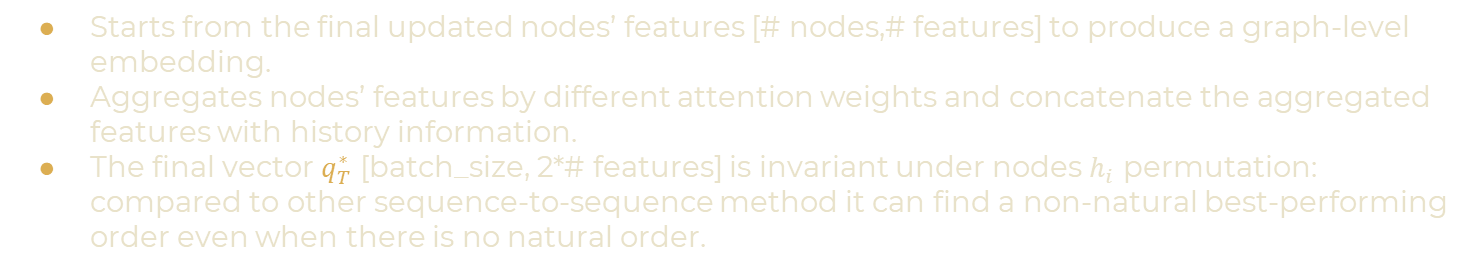 ● Starts from the final updated nodes’ features [# nodes,# features] to produce a graph-level
embedding.
● Aggregates nodes’ features by different attention weights and concatenate the aggregated
features with history information.
● The final vector $q_T^*$ [batch_size, 2*# features] is invariant under nodes $h_i$ permutation:
compared to other sequence-to-sequence method it can find a non-natural best-performing
order even when there is no natural order.